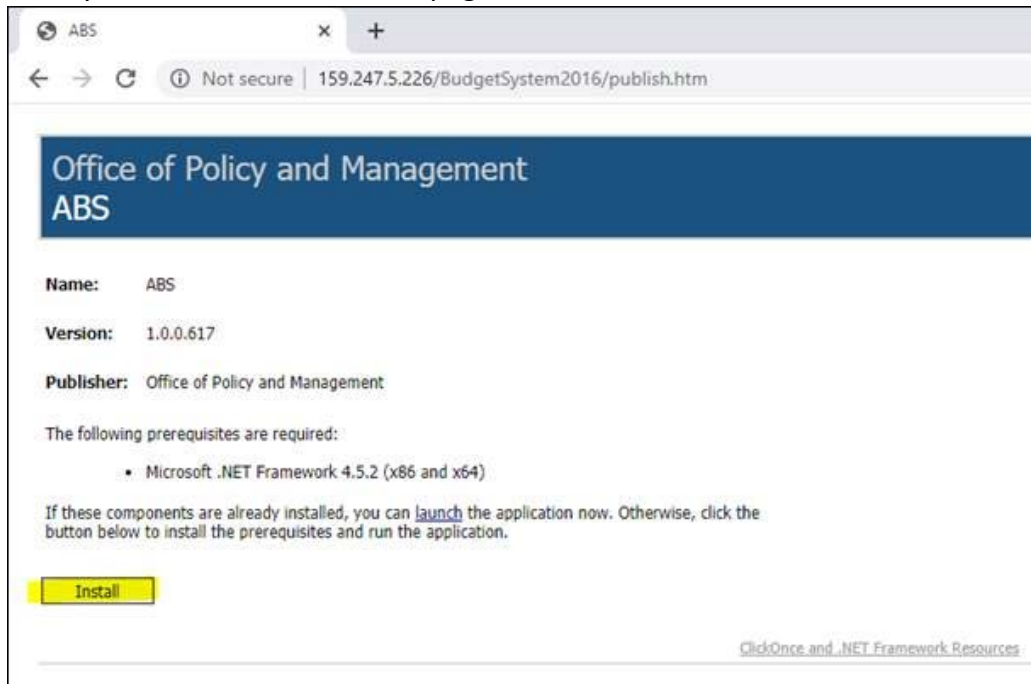 ABS
Not secure | 159.247.5.226/BudgetSystem2016/publish.htm
Office of Policy and Management
ABS
Name: ABS
Version: 1.0.0.617
Publisher: Office of Policy and Management
The following prerequisites are required:
• Microsoft .NET Framework 4.5.2 (x86 and x64)
If these components are already installed, you can launch the application now. Otherwise, click the
button below to install the prerequisites and run the application.
Install
ClickOnce and .NET Framework Resources